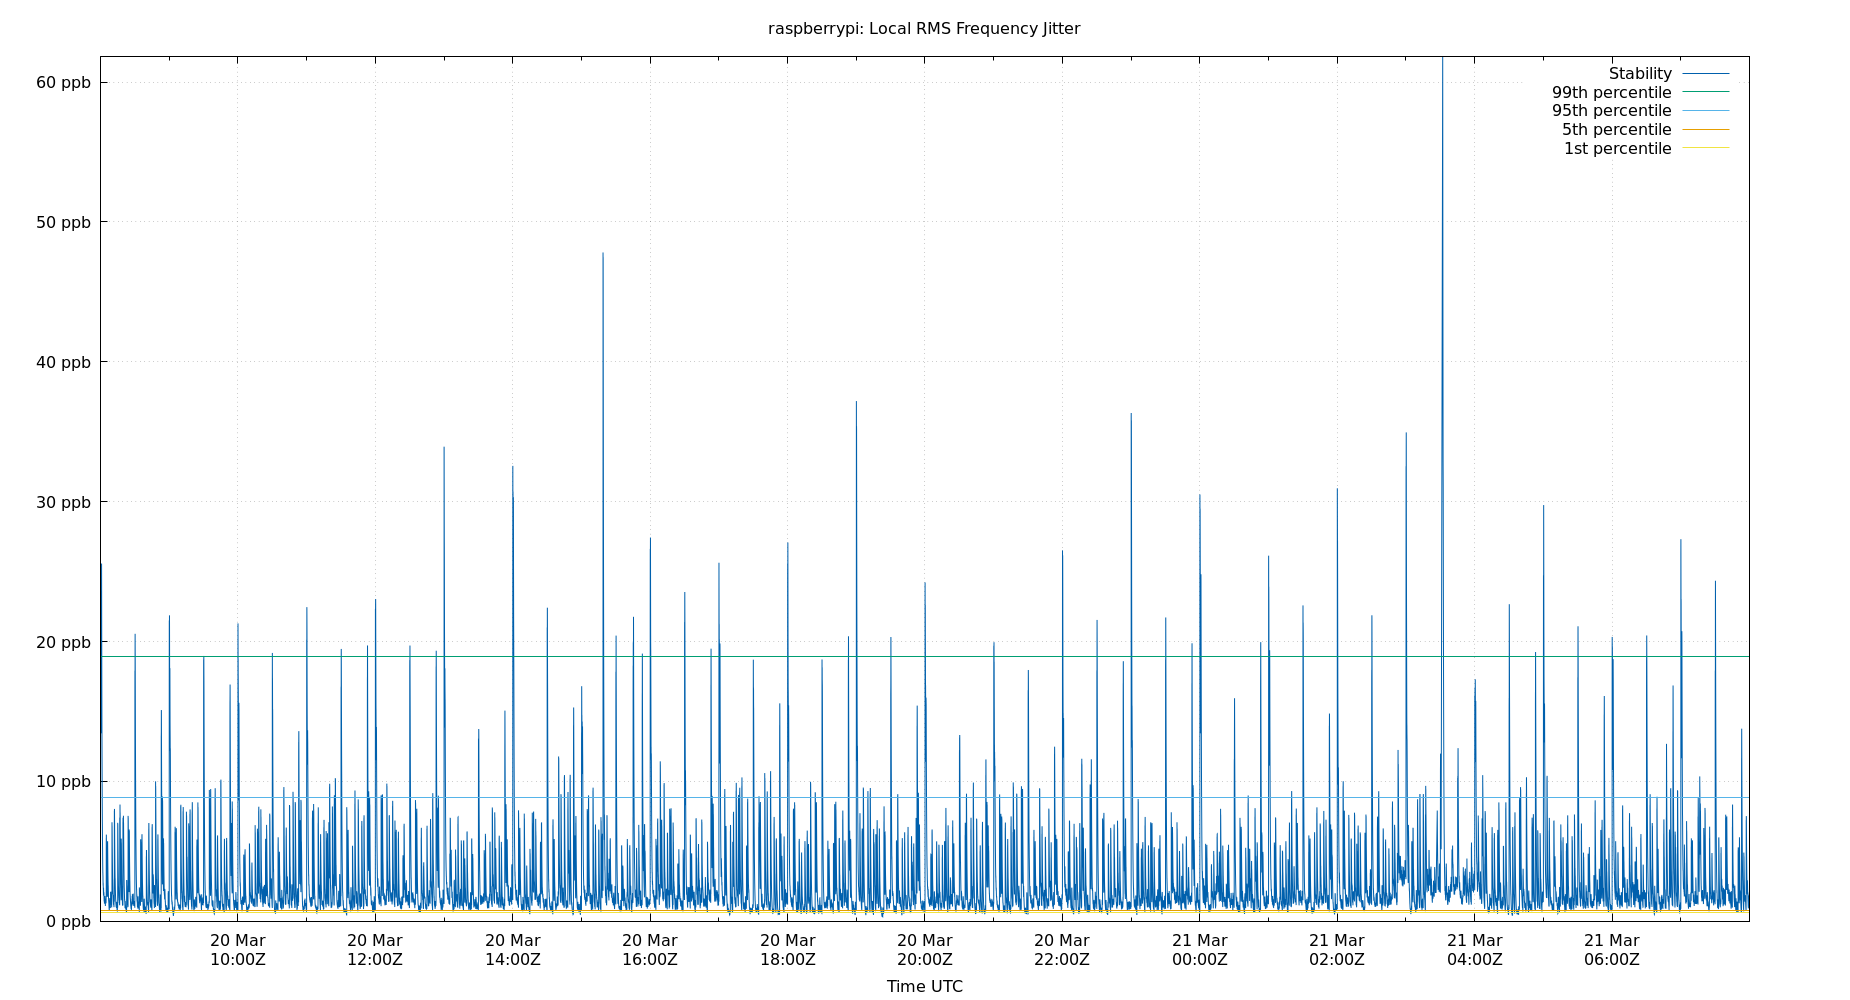 raspberrypi: Local RMS Frequency Jitter
60 ppb
50 ppb
40 ppb
30 ppb
20 ppb
10 ppb
0 ppb
Stability
99th percentile
95th percentile
5th percentile
1st percentile
20 Mar
10:00Z
20 Mar
12:00Z
20 Mar
14:00Z
20 Mar
16:00Z
20 Mar
18:00Z
20 Mar
20:00Z
20 Mar
22:00Z
21 Mar
00:00Z
21 Mar
02:00Z
21 Mar
04:00Z
21 Mar
06:00Z
Time UTC